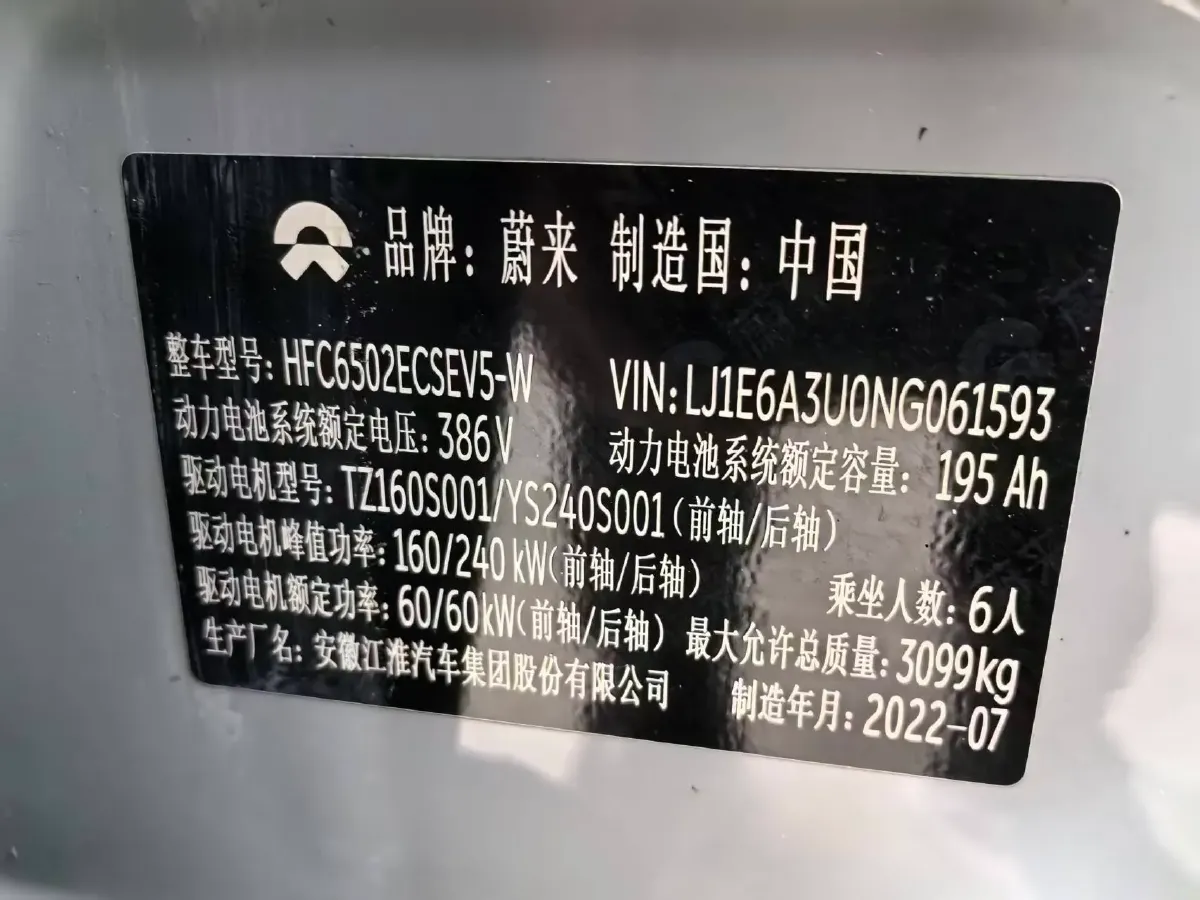 品牌：蔚来 制造国：中国
整车型号：HFC6502ECSEV5-W VIN：LJ1E6A3U0NG061593
动力电池系统额定电压：386V 动力电池系统额定容量：195 Ah
驱动电机型号：TZ160S001/YS240S001（前轴/后轴）
驱动电机峰值功率：160/240 kW（前轴/后轴） 乘坐人数：6人
驱动电机额定功率：60/60kW（前轴/后轴） 最大允许总质量：3099kg
生产厂名：安徽江淮汽车集团股份有限公司 制造年月：2022-07